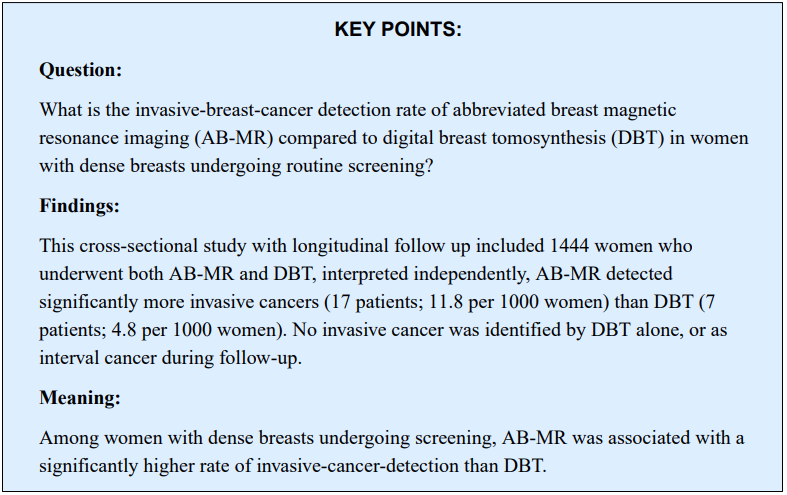 KEY POINTS:
Question:
What is the invasive-breast-cancer detection rate of abbreviated breast magnetic
resonance imaging (AB-MR) compared to digital breast tomosynthesis (DBT) in women
with dense breasts undergoing routine screening?
Findings:
This cross-sectional study with longitudinal follow up included 1444 women who
underwent both AB-MR and DBT, interpreted independently, AB-MR detected
significantly more invasive cancers (17 patients; 11.8 per 1000 women) than DBT (7
patients; 4.8 per 1000 women). No invasive cancer was identified by DBT alone, or as
interval cancer during follow-up.
Meaning:
Among women with dense breasts undergoing screening, AB-MR was associated with a
significantly higher rate of invasive-cancer-detection than DBT.